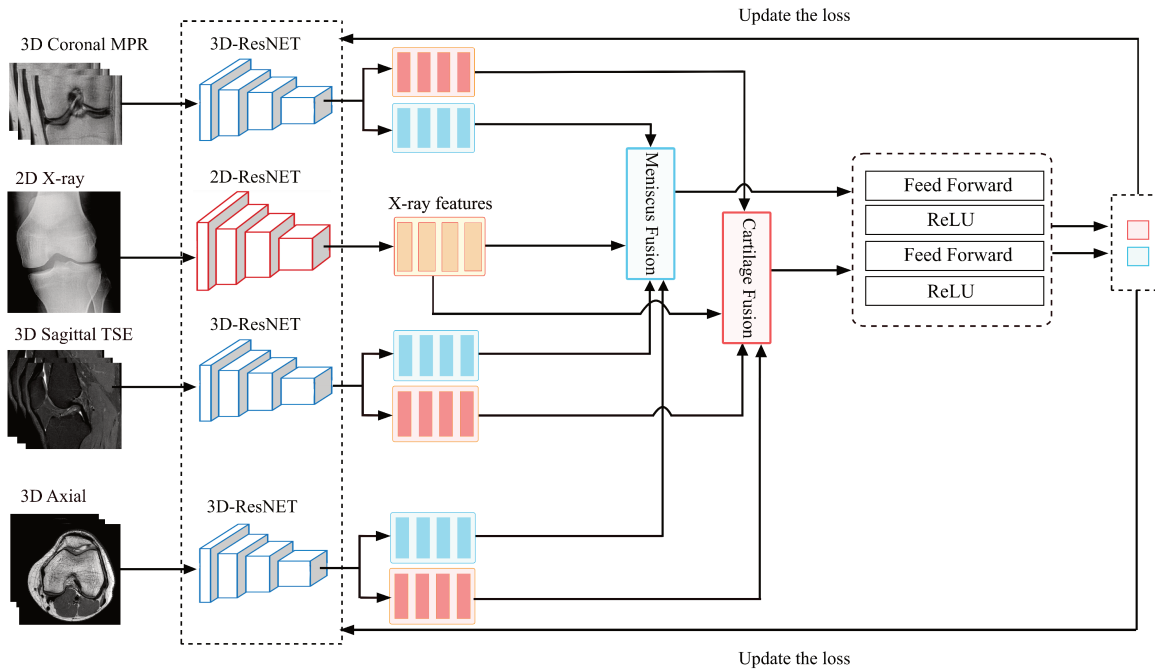 Update the loss
3D Coronal MPR
3D-ResNET
2D X-ray
2D-ResNET
X-ray features
Meniscus Fusion
Cartilage Fusion
Feed Forward
ReLU
Feed Forward
ReLU
3D Sagittal TSE
3D-ResNET
3D Axial
3D-ResNET
Update the loss